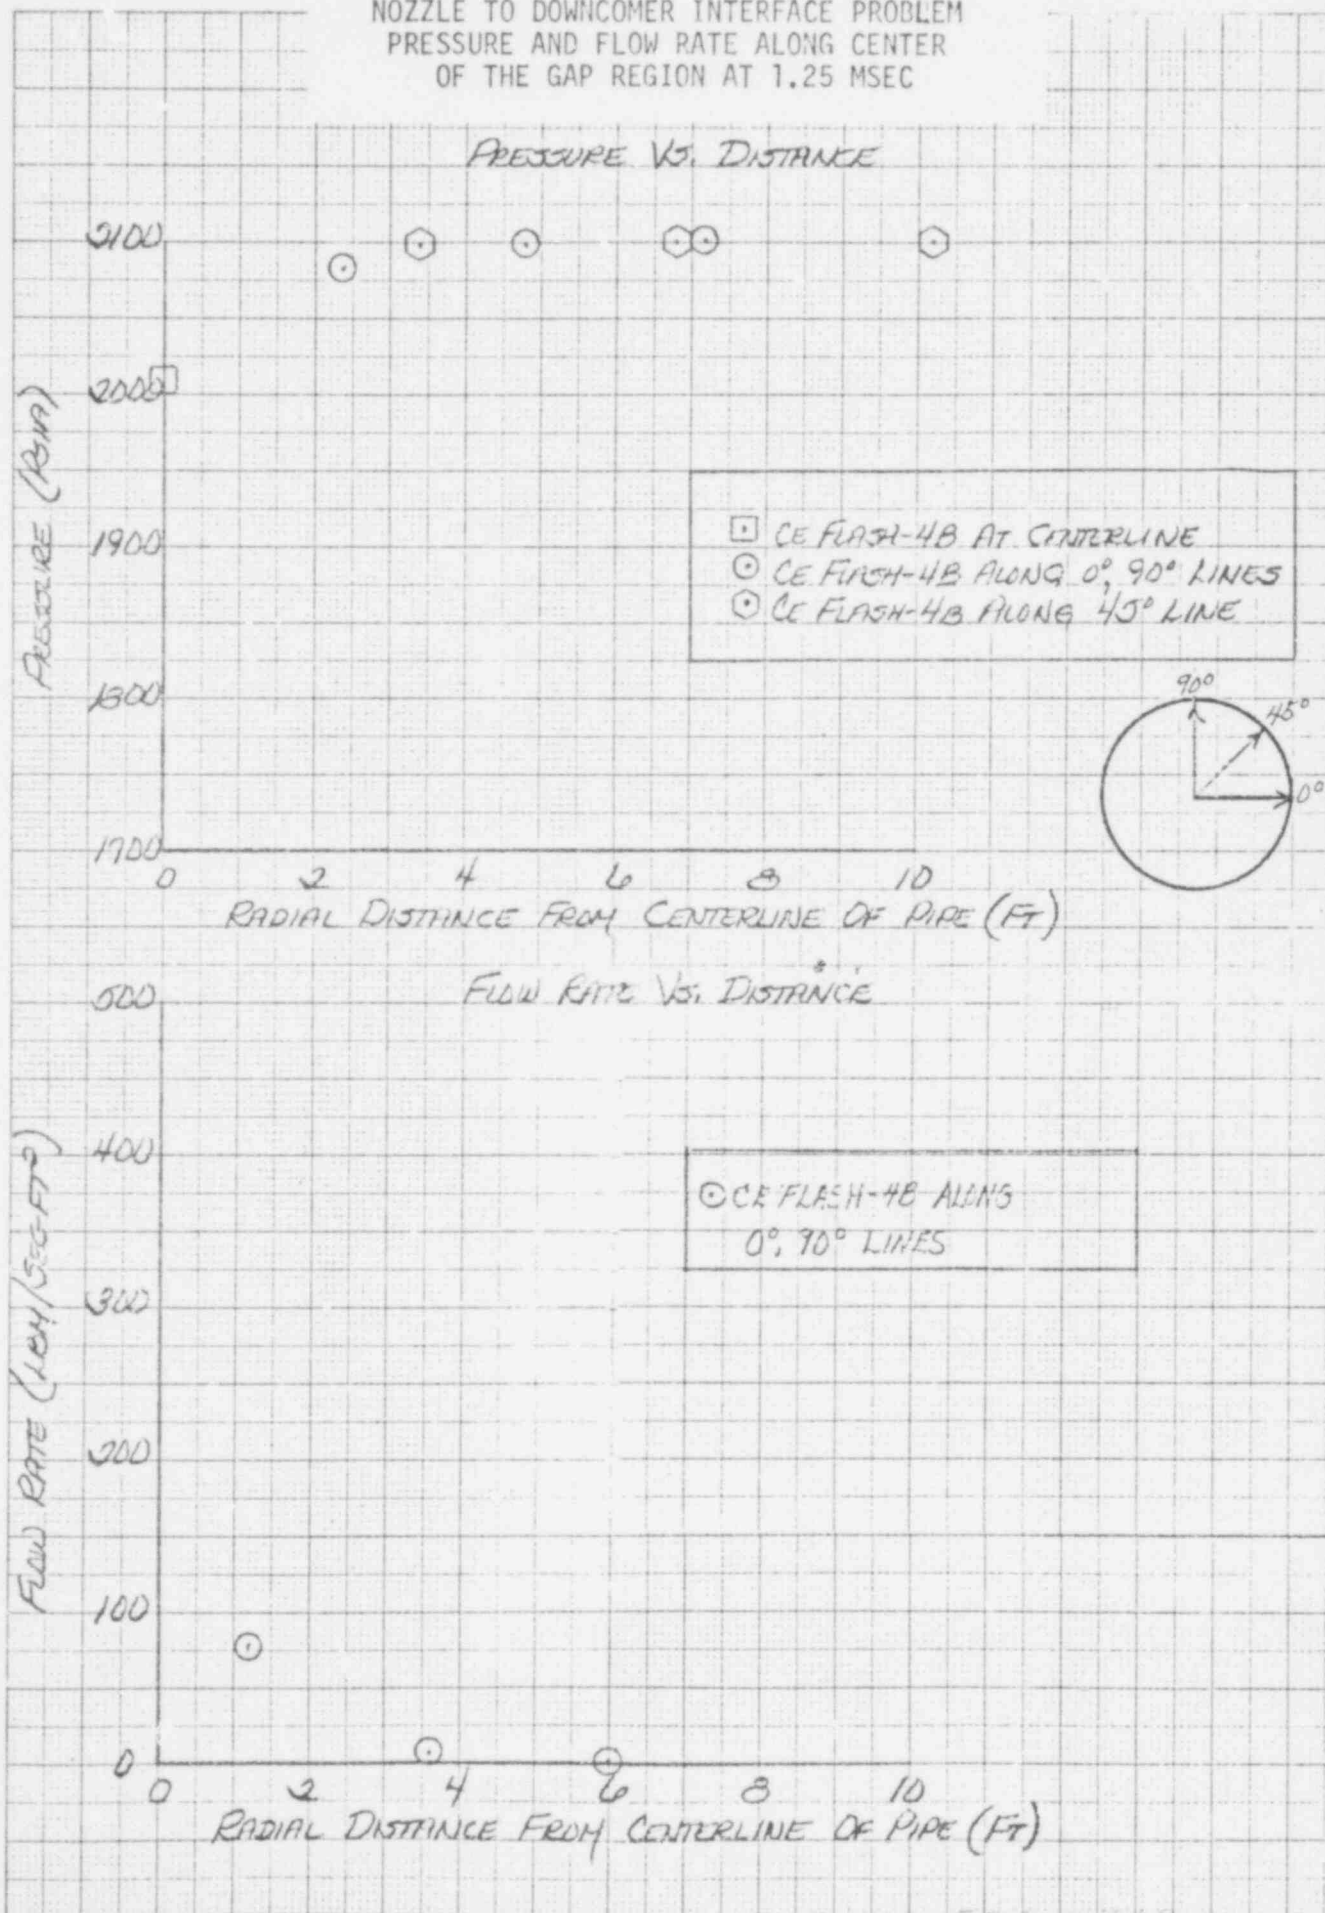 NOZZLE TO DOWNCOMER INTERFACE PROBLEM
PRESSURE AND FLOW RATE ALONG CENTER
OF THE GAP REGION AT 1.25 MSEC
PRESSURE VS. DISTANCE
2100
2000
1900
1800
1700
PRESSURE (PSIA)
CE FLASH-4B AT CENTERLINE
CE FLASH-4B ALONG 0°, 90° LINES
CE FLASH-4B ALONG 45° LINE
90°
45°
0°
0 2 4 6 8 10
RADIAL DISTANCE FROM CENTERLINE OF PIPE (FT)
FLOW RATE VS. DISTANCE
500
400
300
200
100
0
FLOW RATE (LBM/SEC-FT²)
CE FLASH-4B ALONG
0°, 90° LINES
0 2 4 6 8 10
RADIAL DISTANCE FROM CENTERLINE OF PIPE (FT)